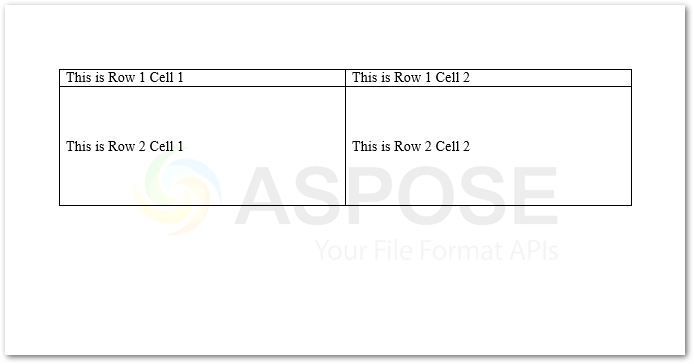 This is Row 1 Cell 1 This is Row 1 Cell 2
This is Row 2 Cell 1 This is Row 2 Cell 2
ASPOSE
Your File Format APIs